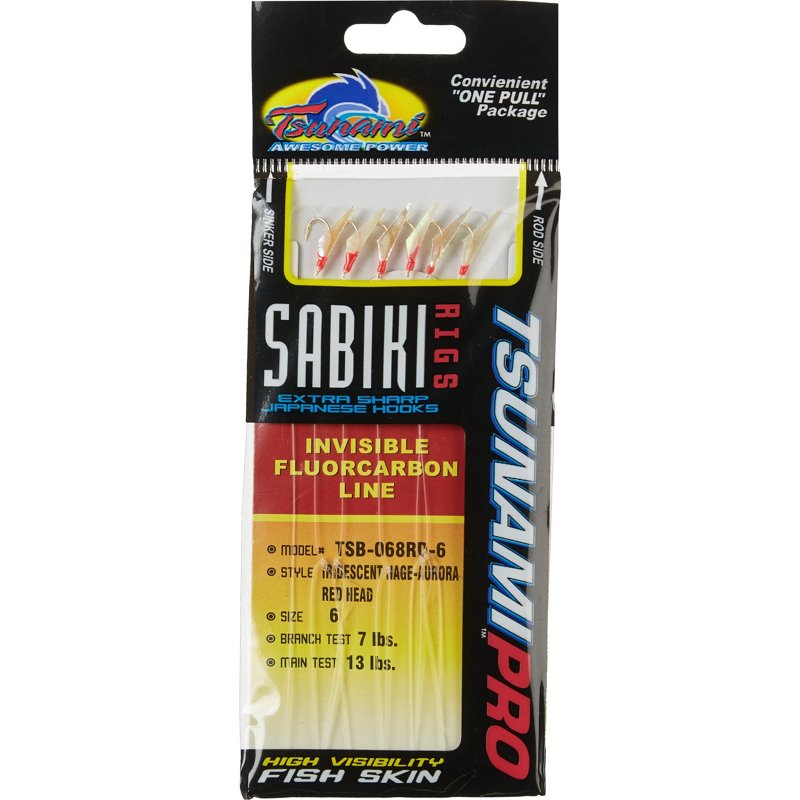 Tsunami™
AWESOME POWER
Convienient
"ONE PULL"
Package
SINKER SIDE
ROD SIDE
SABIKI
RIGS
EXTRA SHARP
JAPANESE HOOKS
TSUNAMI PRO™
INVISIBLE
FLUORCARBON
LINE
MODEL# TSB-068RD-6
STYLE IRIDESCENT HAGE-AURORA
RED HEAD
SIZE 6
BRANCH TEST 7 lbs.
MAIN TEST 13 lbs.
HIGH VISIBILITY
FISH SKIN